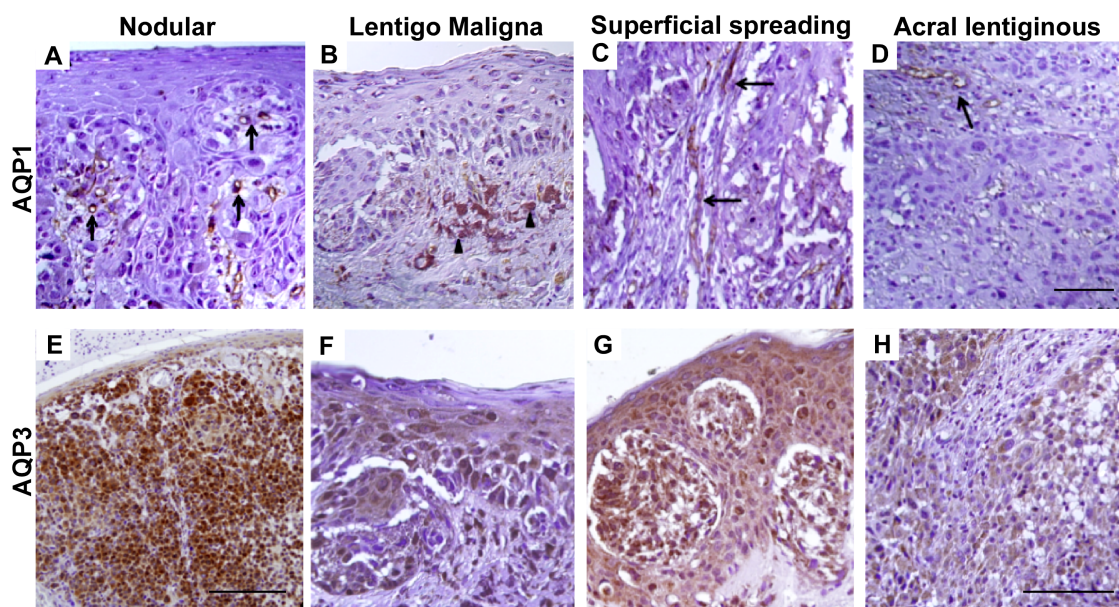 Nodular Lentigo Maligna Superficial spreading Acral lentiginous
A B C D
AQP1
E F G H
AQP3